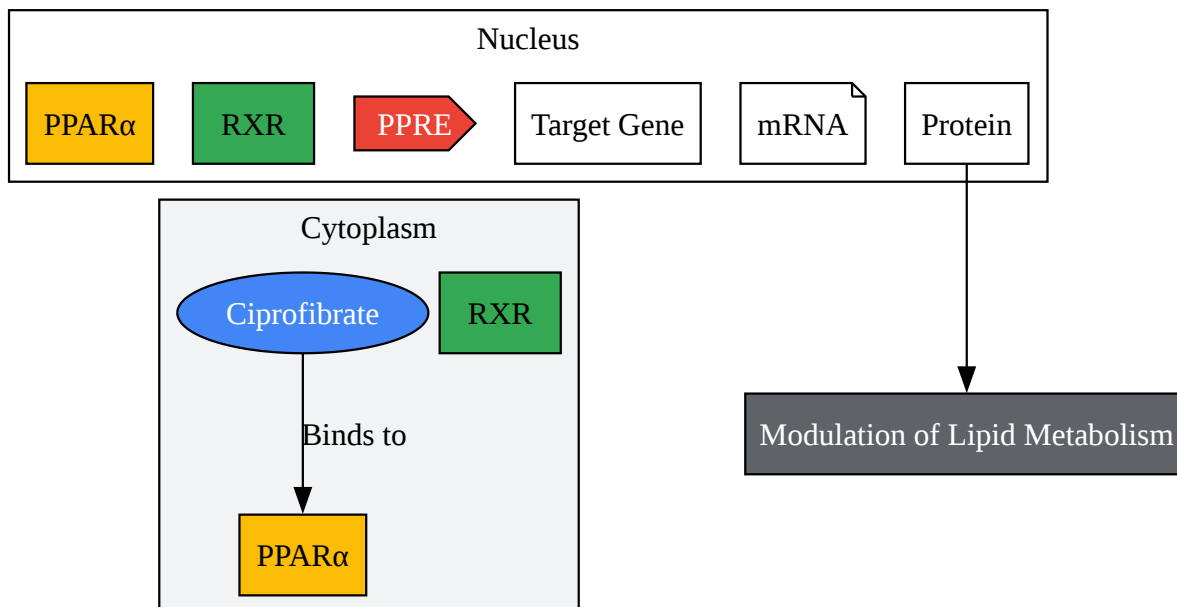 Nucleus
PPARα
RXR
PPRE
Target Gene
mRNA
Protein
Cytoplasm
Ciprofibrate
RXR
Binds to
Modulation of Lipid Metabolism
PPARα